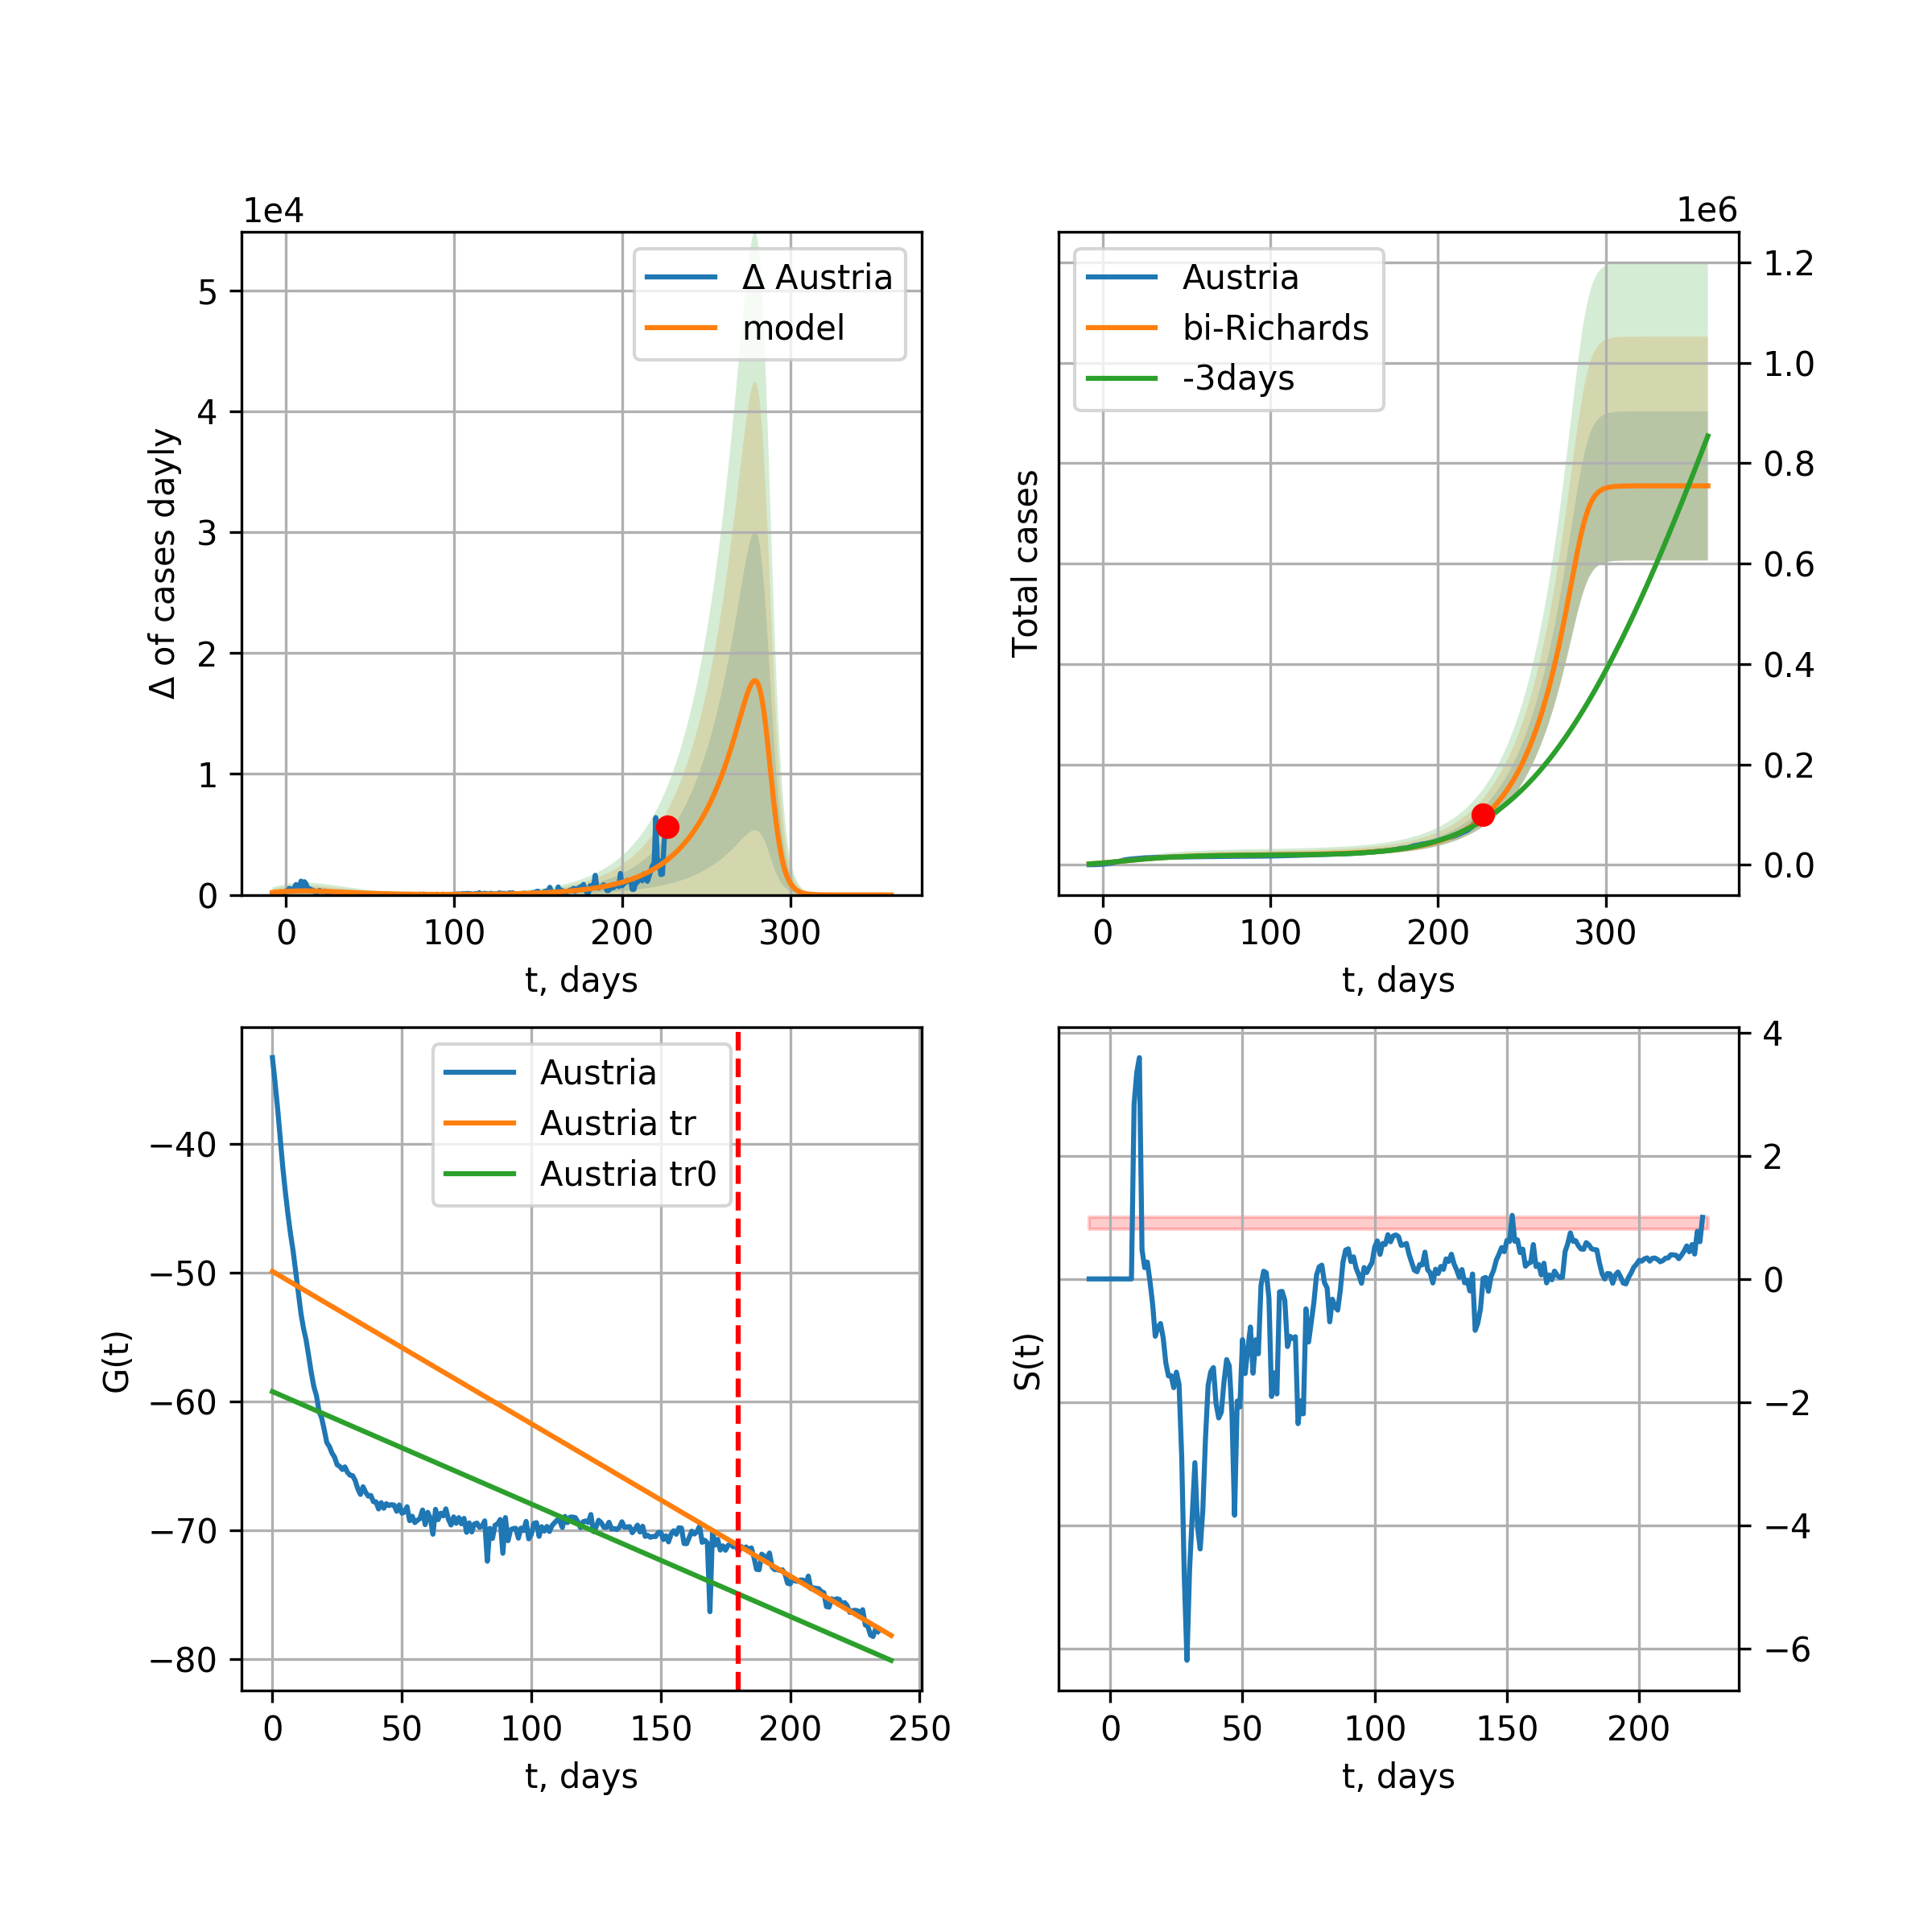 1e4
Δ of cases dayly
5
4
3
2
1
0
Δ Austria
model
0
100
200
300
t, days
1e6
Total cases
Austria
bi-Richards
-3days
1.2
1.0
0.8
0.6
0.4
0.2
0.0
0
100
200
300
t, days
G(t)
−40
−50
−60
−70
−80
Austria
Austria tr
Austria tr0
0
50
100
150
200
250
t, days
S(t)
4
2
0
−2
−4
−6
0
50
100
150
200
t, days